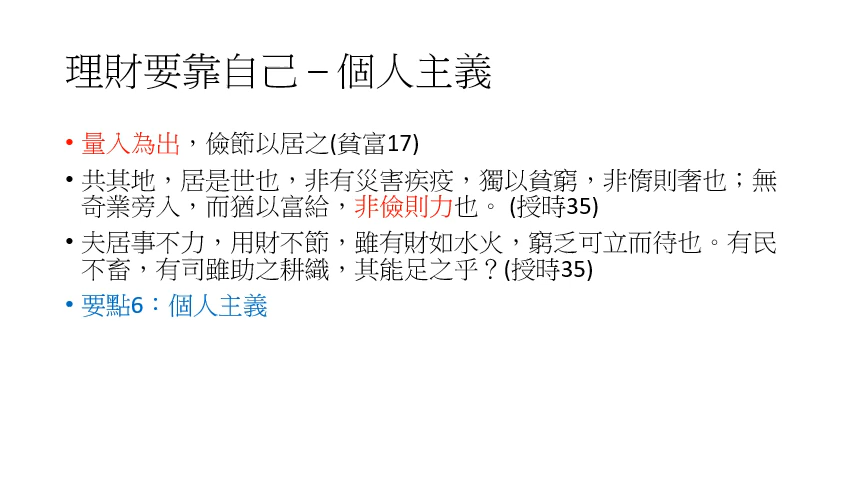 理財要靠自己 – 個人主義
• 量入為出，儉節以居之(貧富17)
• 共其地，居是世也，非有災害疾疫，獨以貧窮，非惰則奢也；無
奇業旁入，而猶以富給，非儉則力也。 (授時35)
• 夫居事不力，用財不節，雖有財如水火，窮乏可立而待也。有民
不畜，有司雖助之耕織，其能足之乎？(授時35)
• 要點6：個人主義